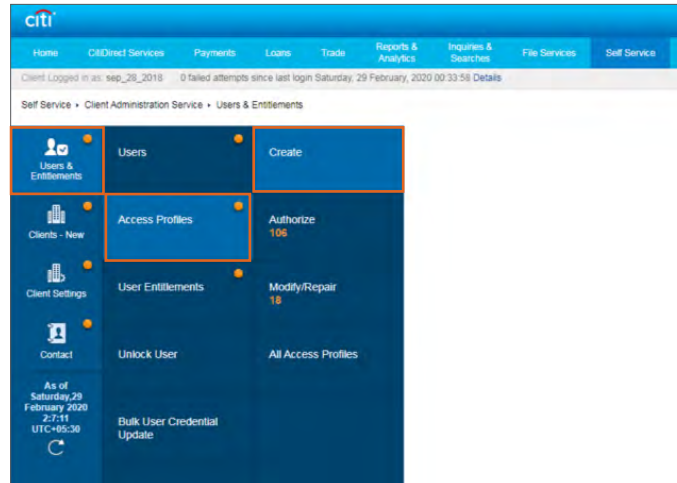 citi
Home CitiDirect Services Payments Loans Trade Reports & Analytics Inquiries & Searches File Services Self Service
Client Logged in as: sep_28_2018 0 failed attempts since last login Saturday, 29 February, 2020 00:33:58 Details
Self Service • Client Administration Service • Users & Entitlements
Users & Entitlements
Users
Create
Clients - New
Access Profiles
Authorize
106
Client Settings
User Entitlements
Modify/Repair
18
Contact
Unlock User
All Access Profiles
As of
Saturday,29
February 2020
2:7:11
UTC+05:30
Bulk User Credential
Update